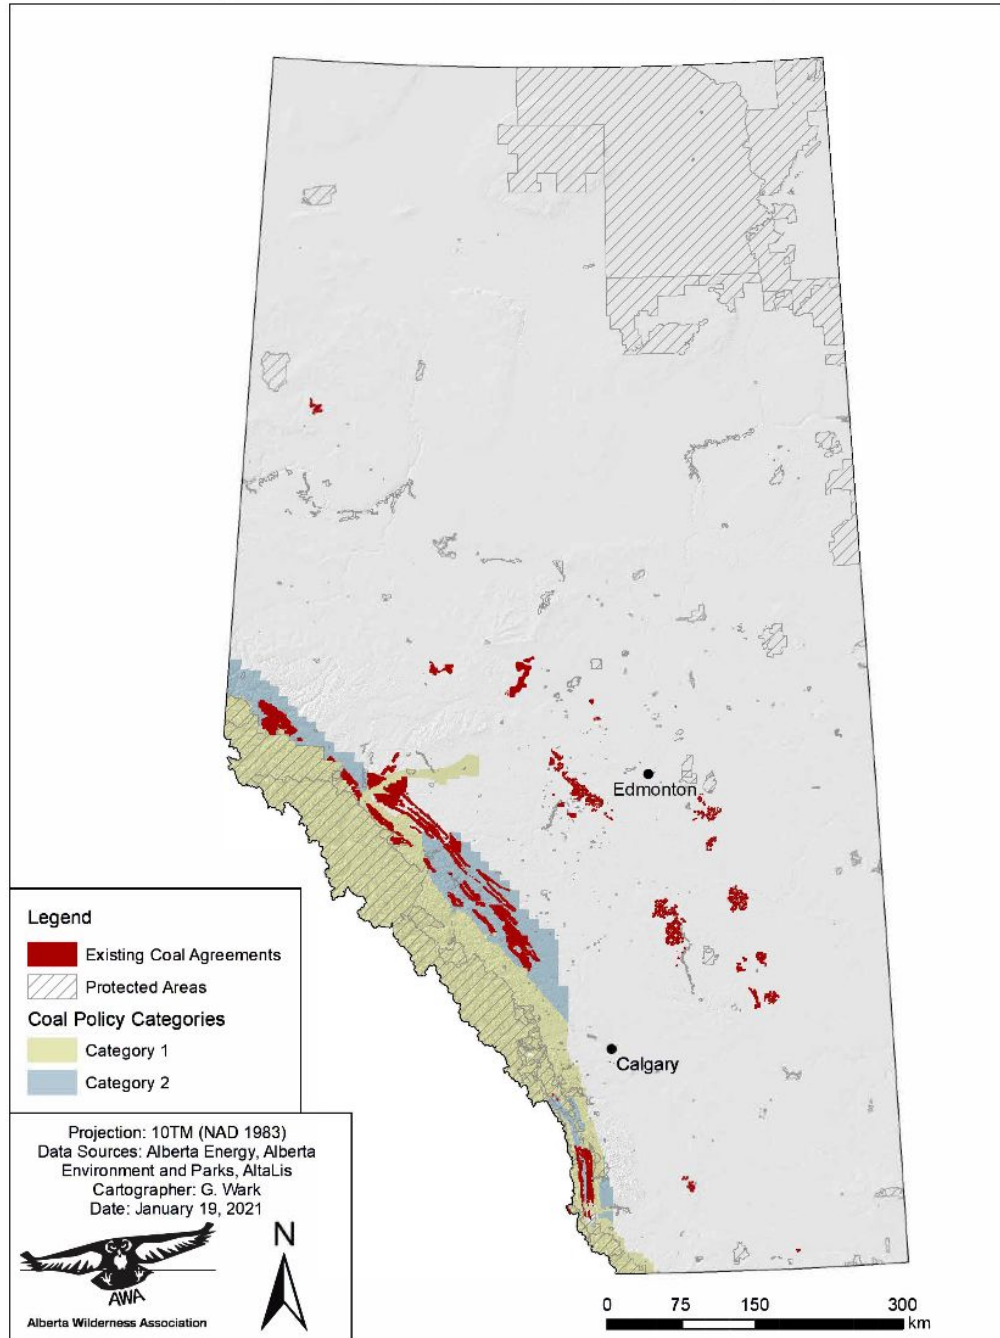 Edmonton
Calgary
Legend
Existing Coal Agreements
Protected Areas
Coal Policy Categories
Category 1
Category 2
Projection: 10TM (NAD 1983)
Data Sources: Alberta Energy, Alberta
Environment and Parks, AltaLis
Cartographer: G. Wark
Date: January 19, 2021
AWA
Alberta Wilderness Association
N
0 75 150 300
km